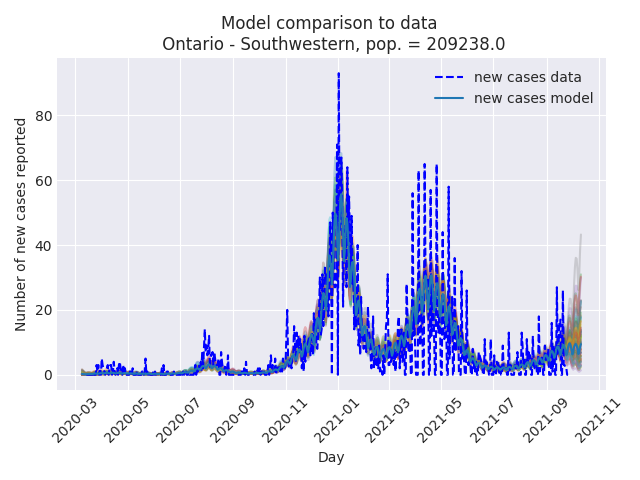 Model comparison to data
Ontario - Southwestern, pop. = 209238.0
new cases data
new cases model
Number of new cases reported
80
60
40
20
0
2020-03
2020-05
2020-07
2020-09
2020-11
2021-01
2021-03
2021-05
2021-07
2021-09
2021-11
Day